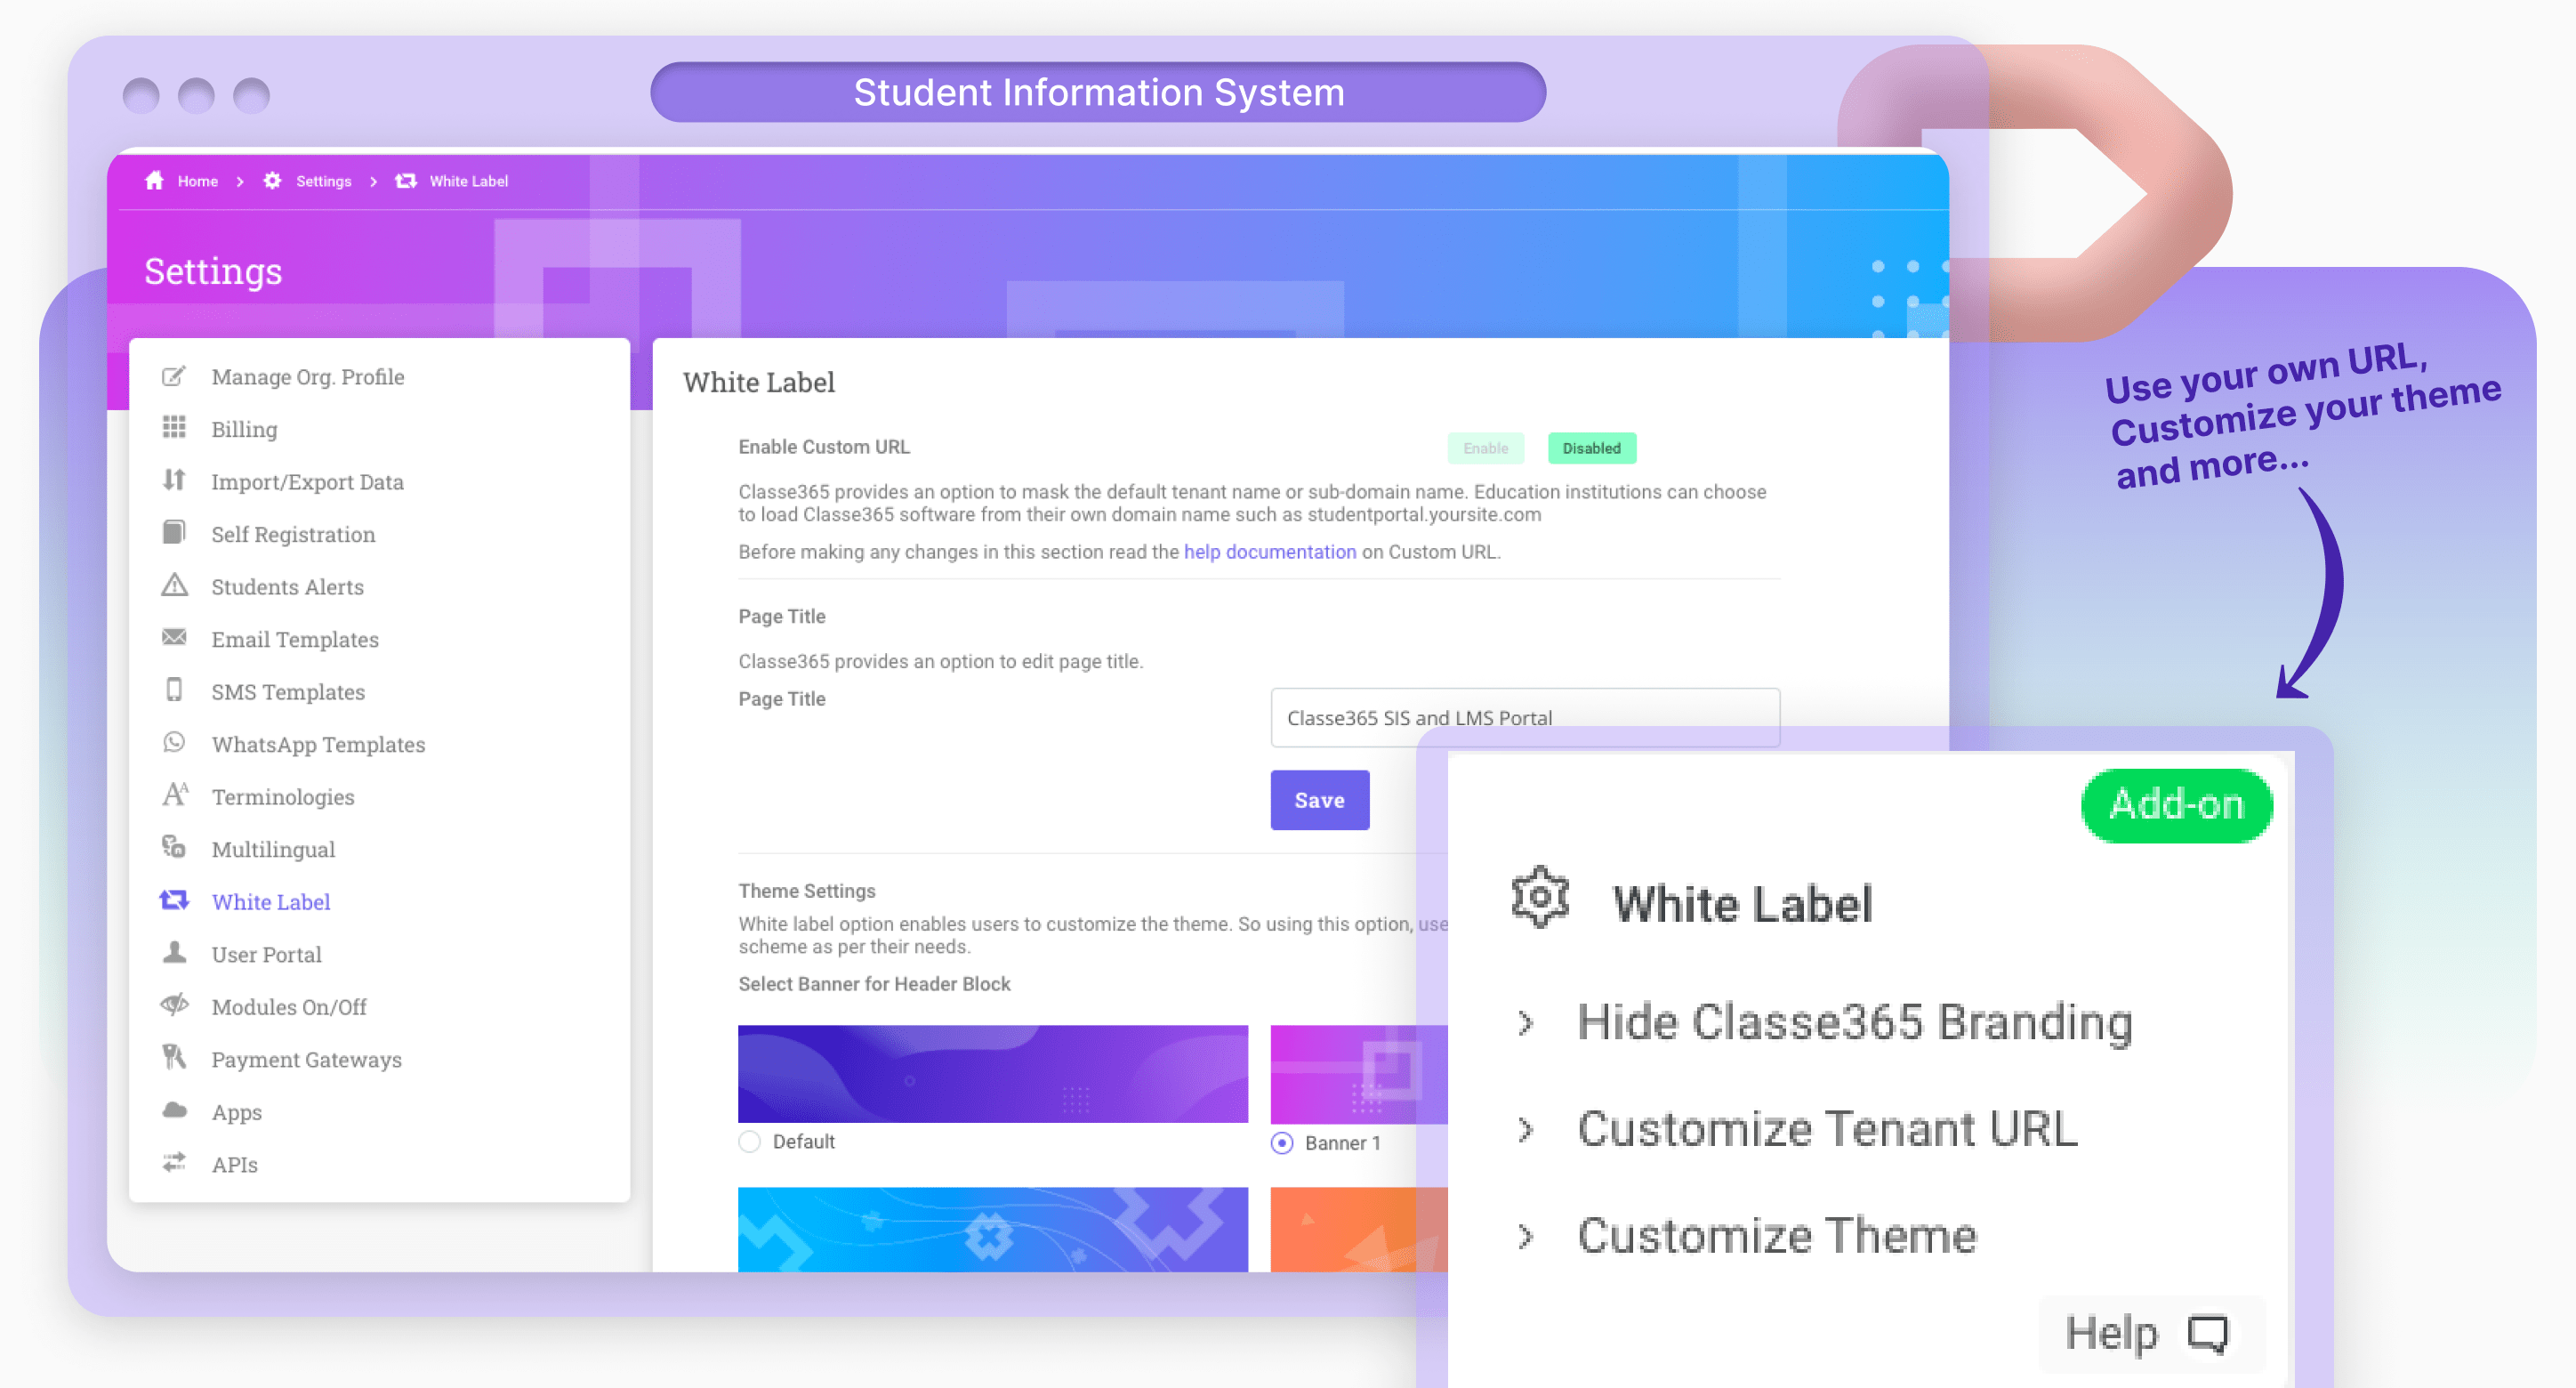 Student Information System
Home > Settings > White Label
Settings
Manage Org. Profile
Billing
Import/Export Data
Self Registration
Students Alerts
Email Templates
SMS Templates
WhatsApp Templates
Terminologies
Multilingual
White Label
User Portal
Modules On/Off
Payment Gateways
Apps
APIs
White Label
Enable Custom URL
Enable Disabled
Classe365 provides an option to mask the default tenant name or sub-domain name. Education institutions can choose
to load Classe365 software from their own domain name such as studentportal.yoursite.com
Before making any changes in this section read the help documentation on Custom URL.
Page Title
Classe365 provides an option to edit page title.
Page Title
Classe365 SIS and LMS Portal
Save
Theme Settings
White label option enables users to customize the theme. So using this option, use
scheme as per their needs.
Select Banner for Header Block
Default
Banner 1
Use your own URL,
Customize your theme
and more...
Add-on
White Label
> Hide Classe365 Branding
> Customize Tenant URL
> Customize Theme
Help